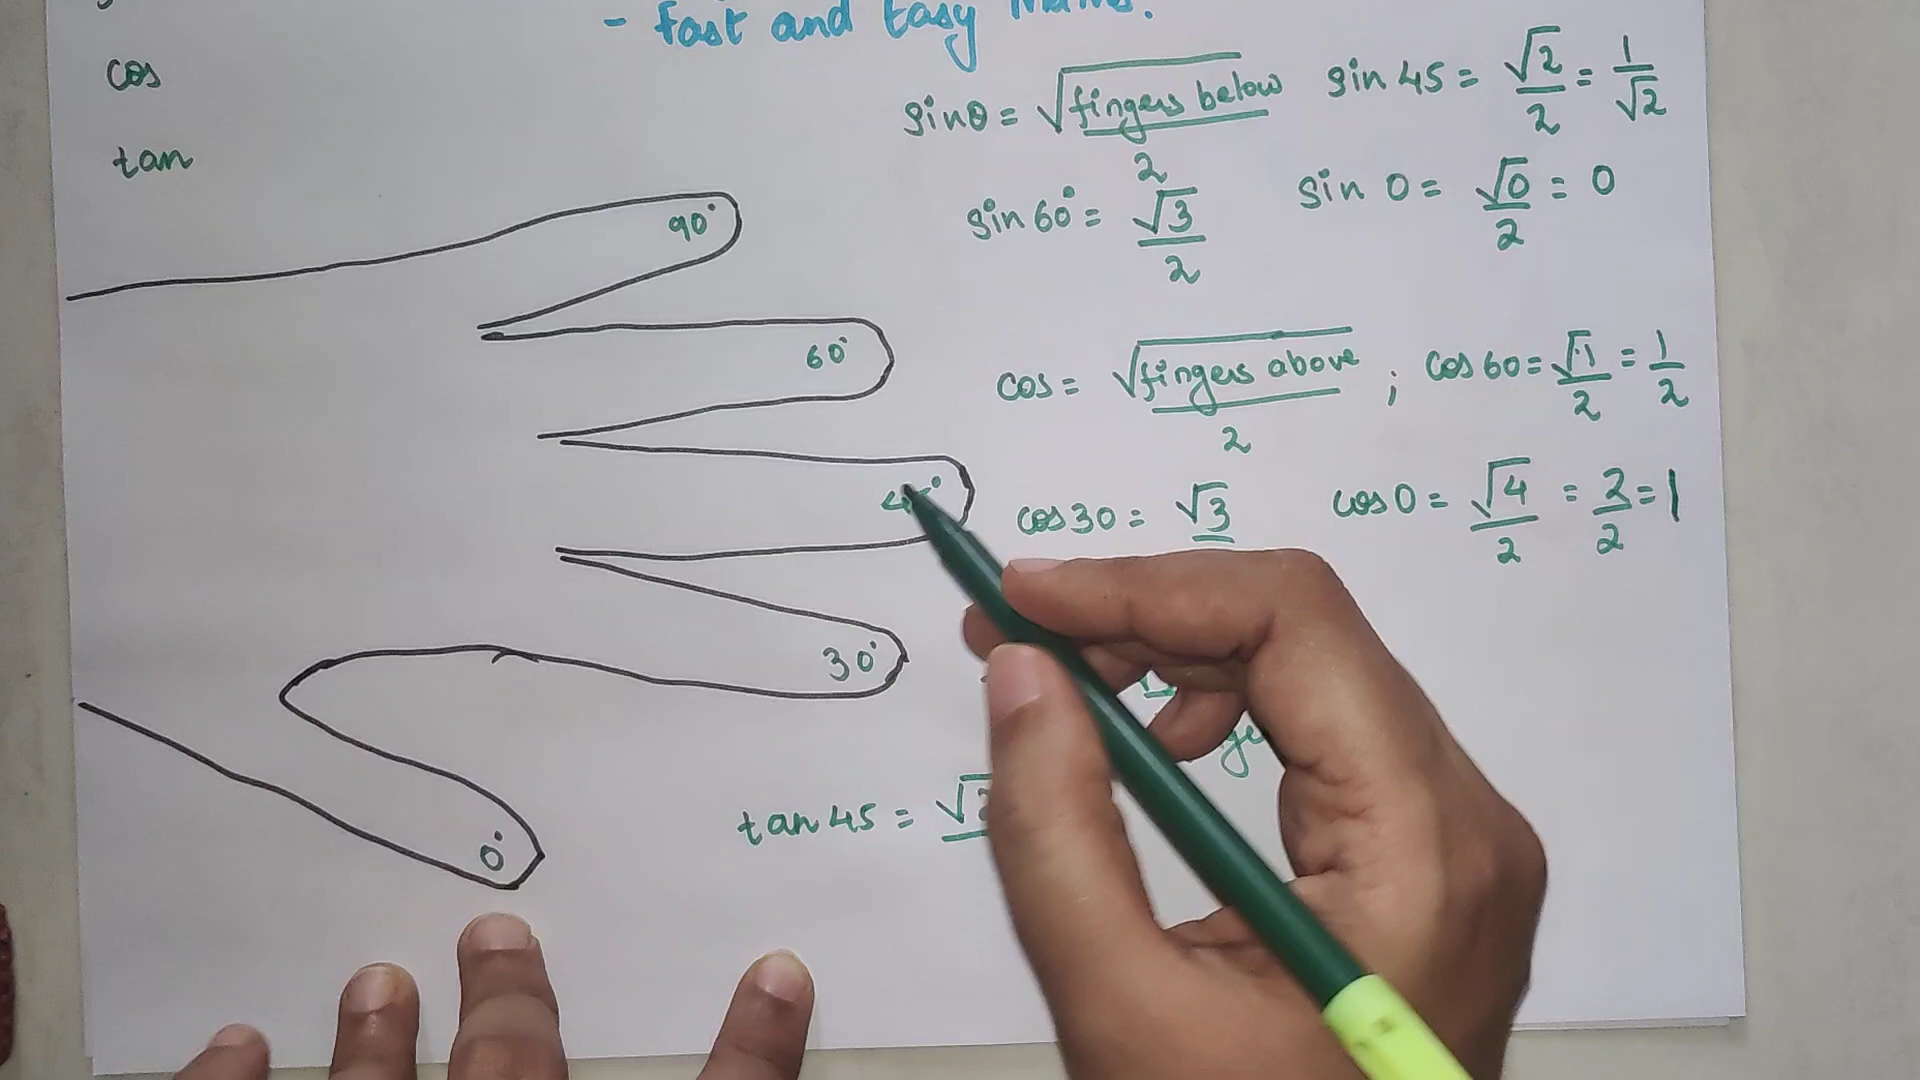 - Fast and Easy Maths.
cos
tan
sinθ = √fingers below / 2
sin 45 = √2/2 = 1/√2
sin 60° = √3/2
sin 0 = √0/2 = 0
90°
60°
cos = √fingers above / 2 ; cos 60 = √1/2 = 1/2
cos 30 = √3
cos 0 = √4/2 = 2/2 = 1
30°
tan 45 =
0°